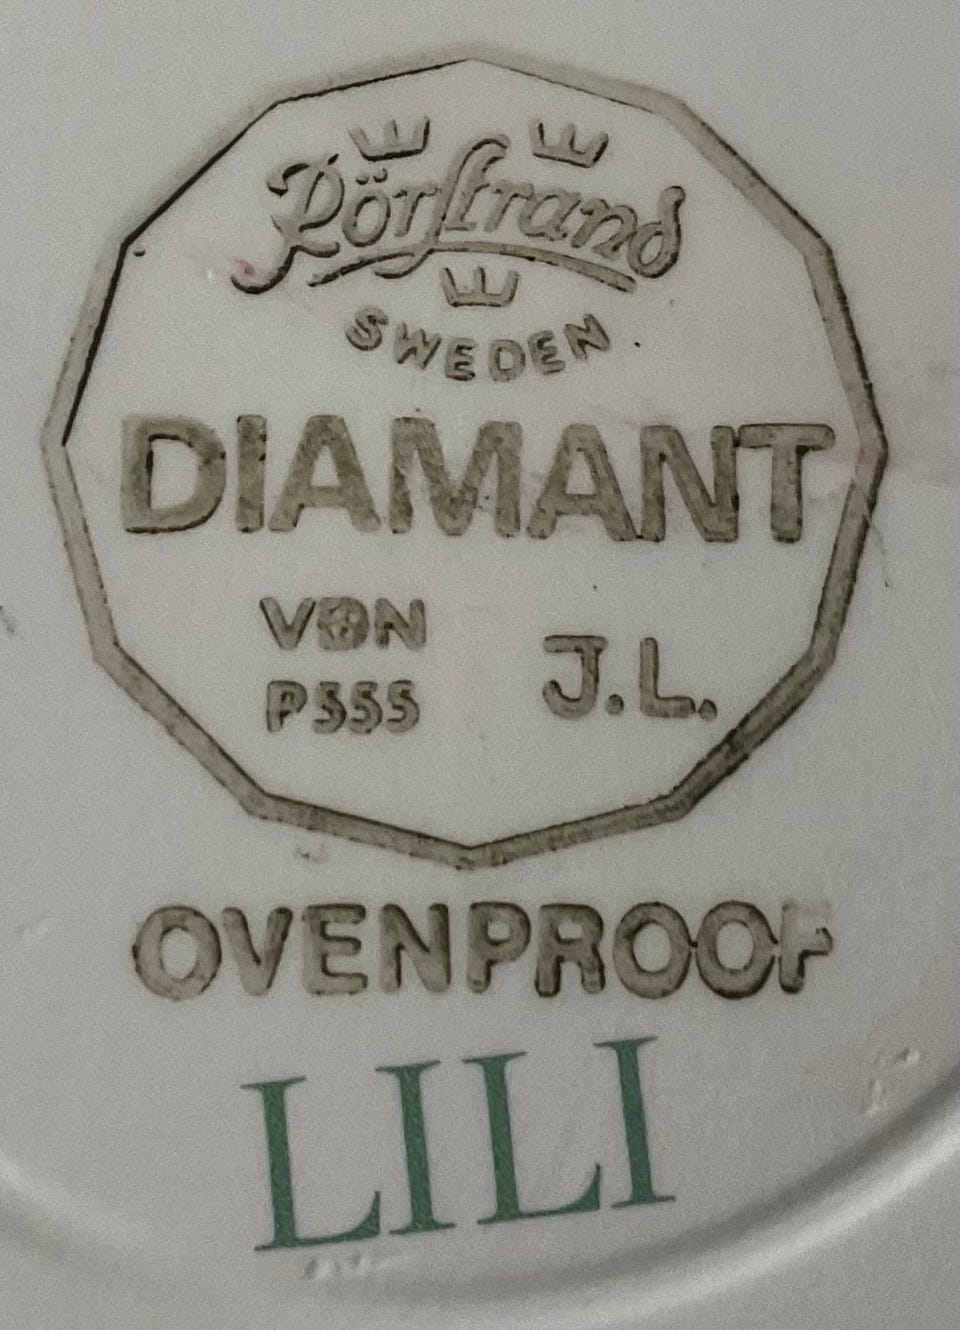 Rörstrand
SWEDEN
DIAMANT
VDN
P555 J.L.
OVENPROOF
LILI